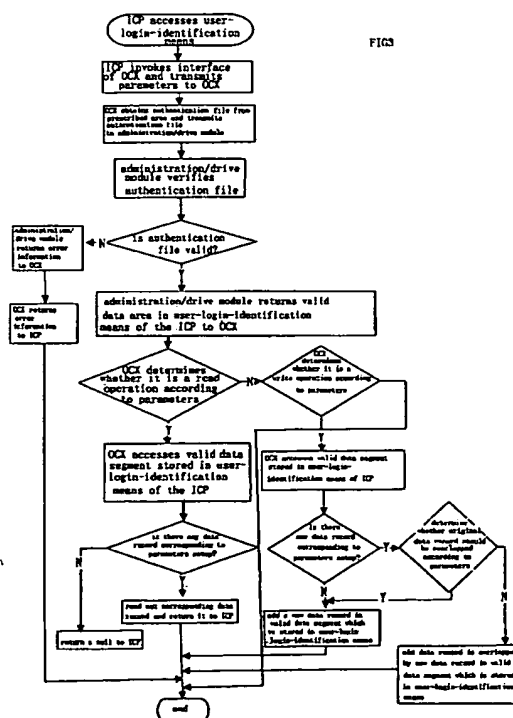 ICP accesses user-
login-identification
means
FIG3
ICP invokes interface
of OCX and transmits
parameters to OCX
OCX obtains authentication file from
prescribed area and transmits
authentication file
to administration/drive module
administration/drive
module verifies
authentication file
is authentication
file valid?
N
administration/
drive module
returns error
information
to OCX
Y
OCX returns
error
information
to ICP
administration/drive module returns valid
data area in user-login-identification
means of the ICP to OCX
OCX determines
whether it is a read
operation according
to parameters
N
OCX
determines
whether it is a
write operation according
to parameters
Y
Y
OCX accesses valid data
segment stored in user-
login-identification
means of the ICP
OCX accesses valid data segment
stored in user-login-
identification means of ICP
is there any data
record corresponding to
parameters setup?
N
Y
Is there
any data record
corresponding to
parameters setup?
Y
N
determine
whether original
data record should
be overlapped
according to
parameters
Y
N
read out corresponding data
record and return it to ICP
return a null to ICP
add a new data record in
valid data segment which
is stored in user-login
-login-identification means
old data record is overlapped
by new data record in valid
data segment which is stored
in user-login-identification
means
end